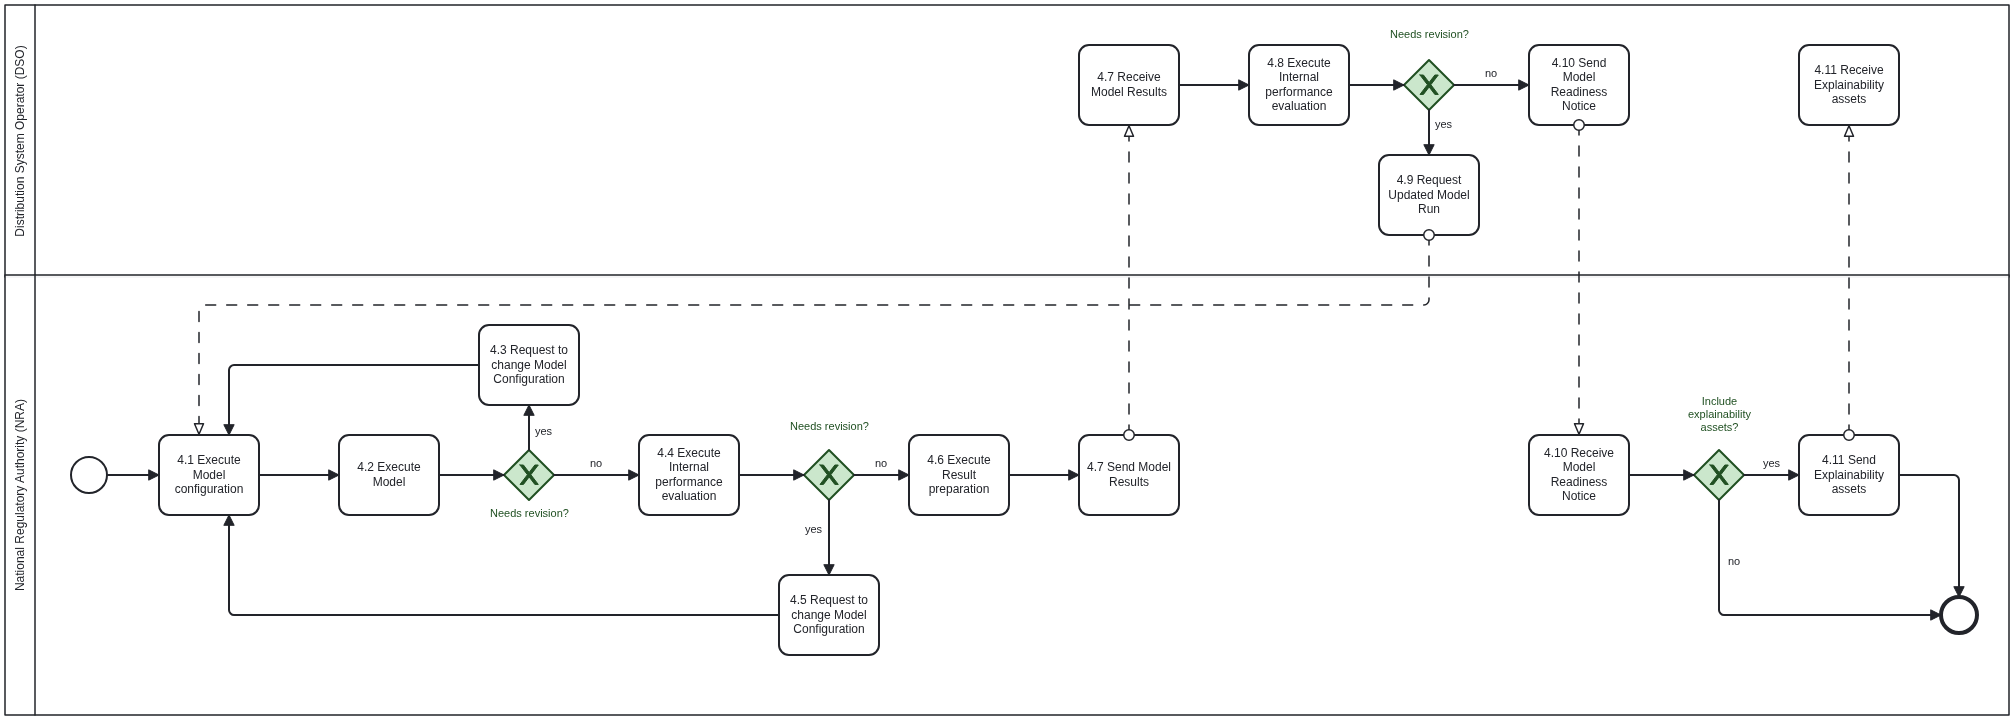 Distribution System Operator (DSO)
4.7 Receive
Model Results
4.8 Execute
Internal
performance
evaluation
Needs revision?
no
yes
4.9 Request
Updated Model
Run
4.10 Send
Model
Readiness
Notice
4.11 Receive
Explainability
assets
National Regulatory Authority (NRA)
4.1 Execute
Model
configuration
4.2 Execute
Model
4.3 Request to
change Model
Configuration
yes
no
Needs revision?
4.4 Execute
Internal
performance
evaluation
Needs revision?
no
yes
4.5 Request to
change Model
Configuration
4.6 Execute
Result
preparation
4.7 Send Model
Results
4.10 Receive
Model
Readiness
Notice
Include
explainability
assets?
yes
no
4.11 Send
Explainability
assets